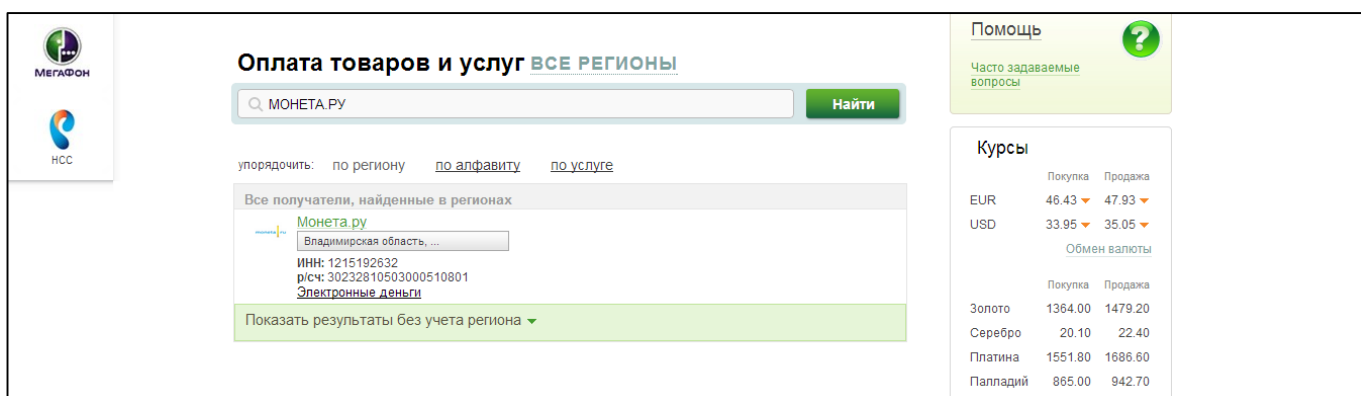 МЕГАФОН
НСС
Оплата товаров и услуг ВСЕ РЕГИОНЫ
МОНЕТА.РУ
Найти
упорядочить: по региону по алфавиту по услуге
Все получатели, найденные в регионах
Монета.ру
Владимирская область, ...
ИНН: 1215192632
р/сч: 30232810503000510801
Электронные деньги
Показать результаты без учета региона
Помощь
?
Часто задаваемые
вопросы
Курсы
Покупка Продажа
EUR 46.43 47.93
USD 33.95 35.05
Обмен валюты
Покупка Продажа
Золото 1364.00 1479.20
Серебро 20.10 22.40
Платина 1551.80 1686.60
Палладий 865.00 942.70